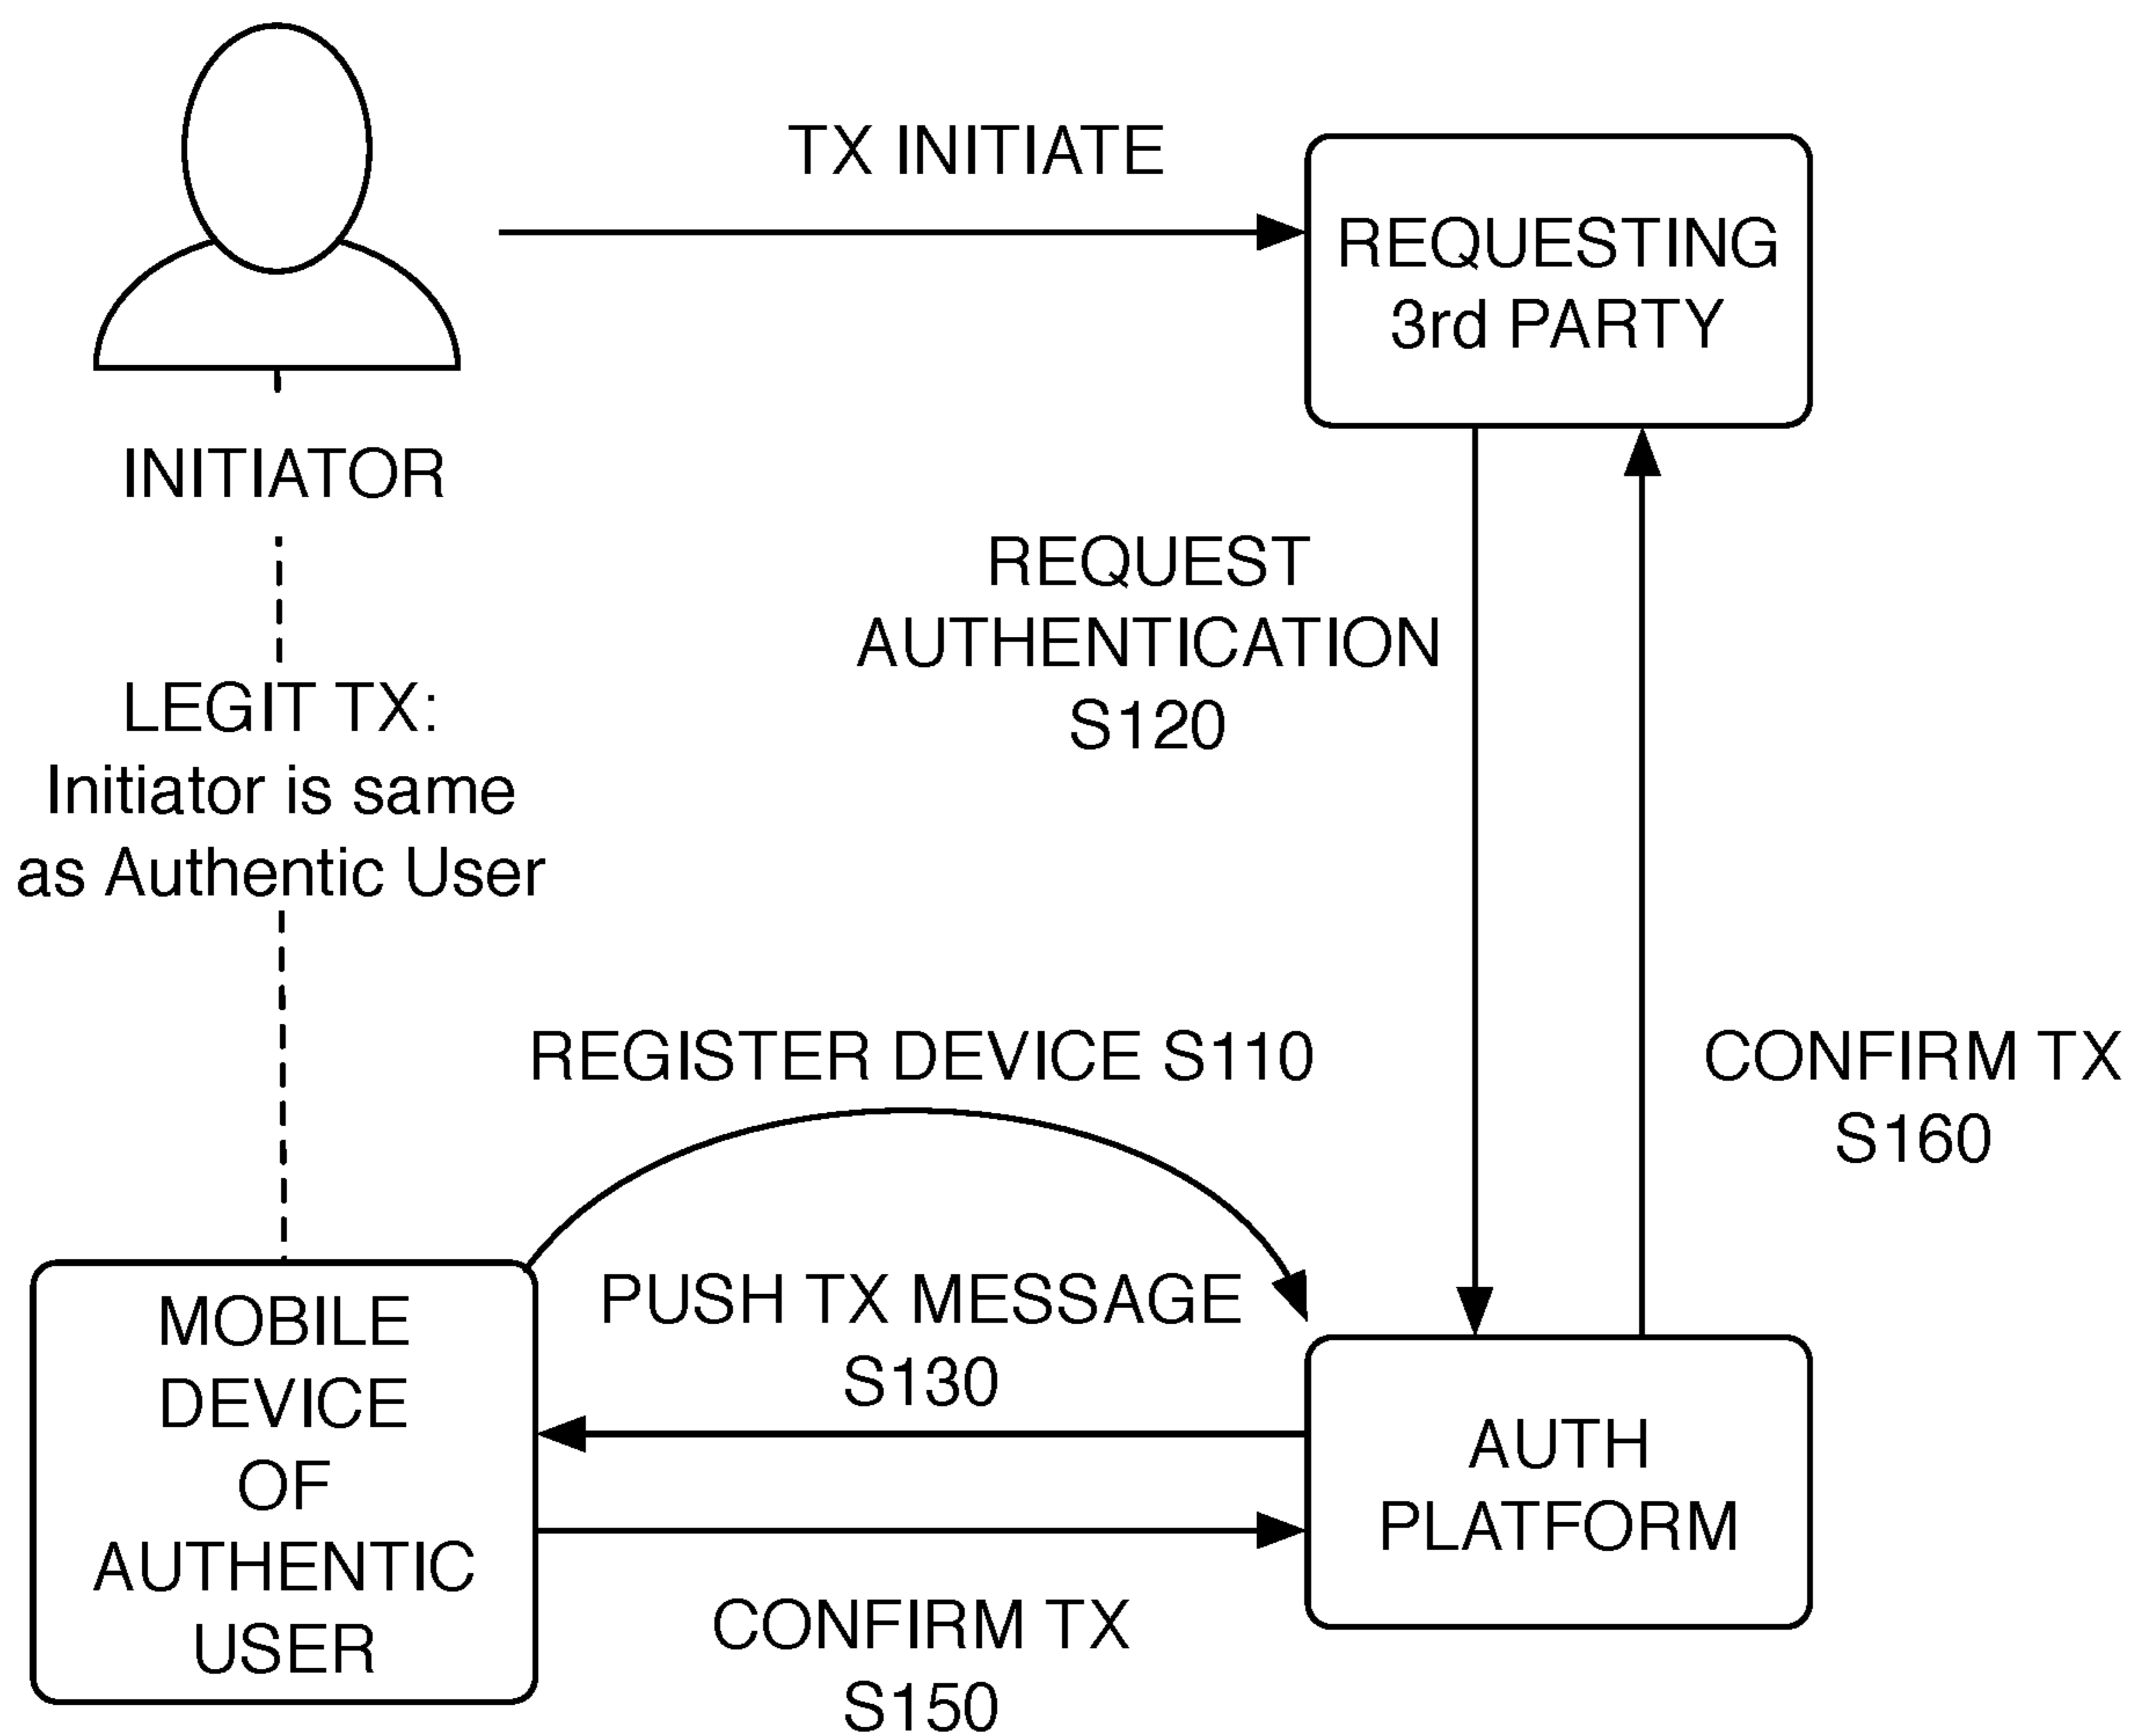 TX INITIATE
REQUESTING
3rd PARTY
INITIATOR
REQUEST
AUTHENTICATION
S120
LEGIT TX:
Initiator is same
as Authentic User
REGISTER DEVICE S110
CONFIRM TX
S160
PUSH TX MESSAGE
S130
MOBILE
DEVICE
OF
AUTHENTIC
USER
AUTH
PLATFORM
CONFIRM TX
S150